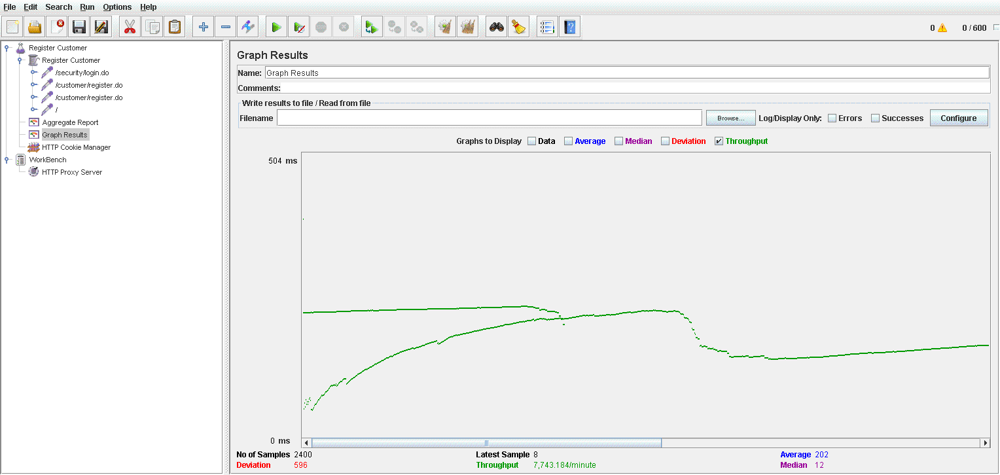 File Edit Search Run Options Help
0 0 / 600
Register Customer
Register Customer
/security/login.do
/customer/register.do
/customer/register.do
/
Aggregate Report
Graph Results
HTTP Cookie Manager
WorkBench
HTTP Proxy Server
Graph Results
Name: Graph Results
Comments:
Write results to file / Read from file
Filename Browse... Log/Display Only: Errors Successes Configure
Graphs to Display Data Average Median Deviation Throughput
504 ms
0 ms
No of Samples 2400 Latest Sample 8 Average 202
Deviation 596 Throughput 7,743.184/minute Median 12